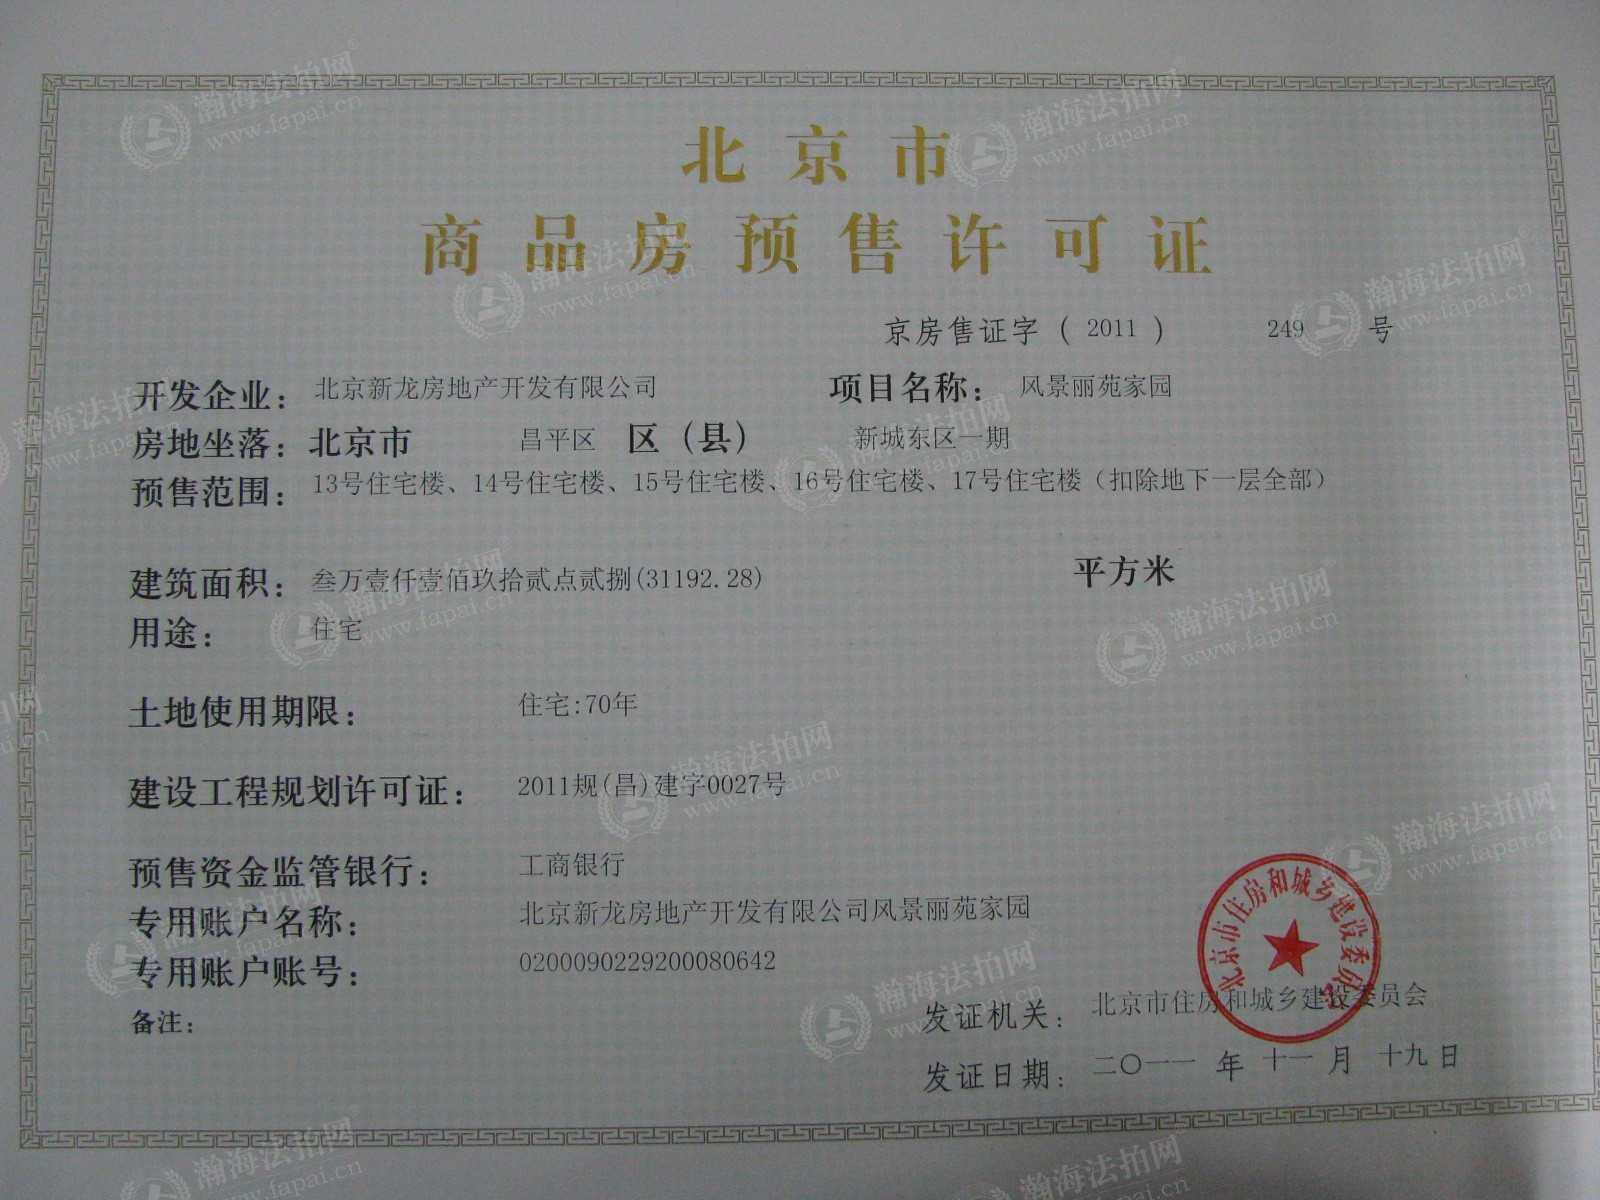 北京市
商品房预售许可证
京房售证字（2011） 249 号
开发企业： 北京新龙房地产开发有限公司 项目名称： 风景丽苑家园
房地坐落：北京市 昌平区 区（县） 新城东区一期
预售范围： 13号住宅楼、14号住宅楼、15号住宅楼、16号住宅楼、17号住宅楼（扣除地下一层全部）
建筑面积： 叁万壹仟壹佰玖拾贰点贰捌(31192.28) 平方米
用途： 住宅
土地使用期限： 住宅:70年
建设工程规划许可证： 2011规(昌)建字0027号
预售资金监管银行： 工商银行
专用账户名称： 北京新龙房地产开发有限公司风景丽苑家园
专用账户账号： 0200090229200080642
备注：
北京市住房和城乡建设委员会
发证机关： 北京市住房和城乡建设委员会
发证日期： 二〇一一 年 十一 月 十九 日
瀚海法拍网
www.fapai.cn